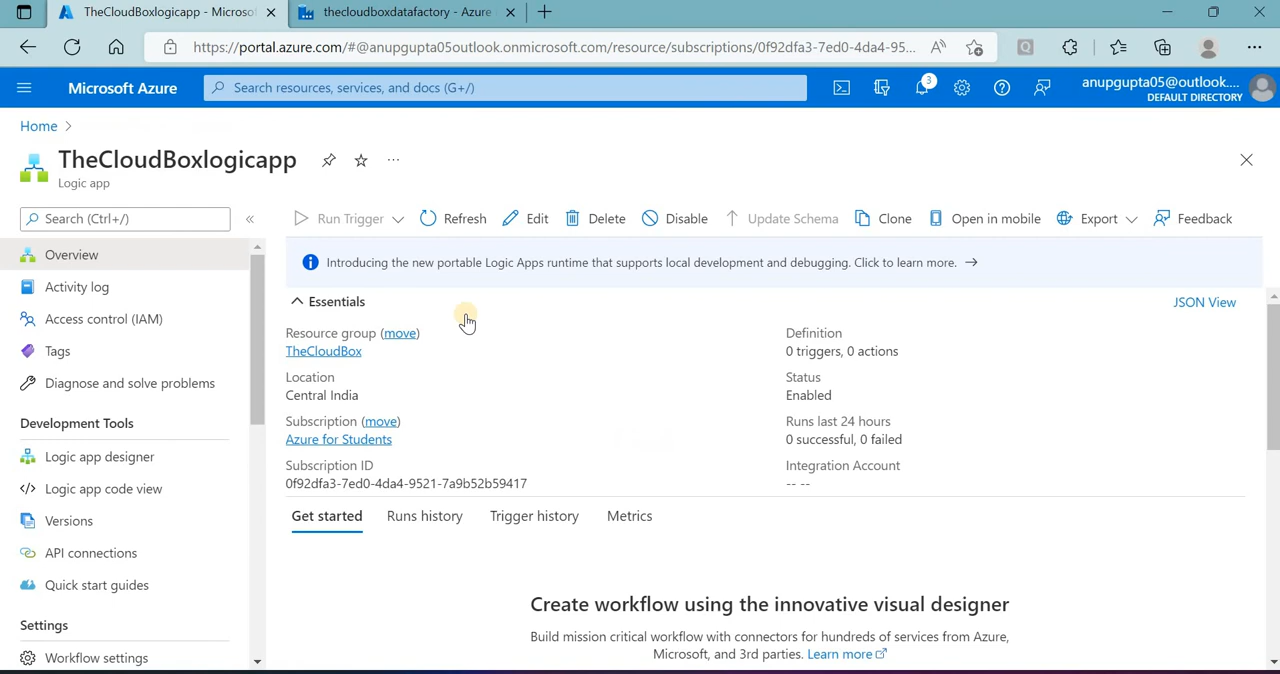 TheCloudBoxlogicapp - Microso
thecloudboxdatafactory - Azure
https://portal.azure.com/#@anupgupta05outlook.onmicrosoft.com/resource/subscriptions/0f92dfa3-7ed0-4da4-95...
Microsoft Azure
Search resources, services, and docs (G+/)
3
anupgupta05@outlook....
DEFAULT DIRECTORY
Home >
TheCloudBoxlogicapp
Logic app
Search (Ctrl+/)
Run Trigger
Refresh
Edit
Delete
Disable
Update Schema
Clone
Open in mobile
Export
Feedback
Overview
Activity log
Access control (IAM)
Tags
Diagnose and solve problems
Development Tools
Logic app designer
Logic app code view
Versions
API connections
Quick start guides
Settings
Workflow settings
Introducing the new portable Logic Apps runtime that supports local development and debugging. Click to learn more. →
Essentials
JSON View
Resource group (move)
TheCloudBox
Location
Central India
Subscription (move)
Azure for Students
Subscription ID
0f92dfa3-7ed0-4da4-9521-7a9b52b59417
Definition
0 triggers, 0 actions
Status
Enabled
Runs last 24 hours
0 successful, 0 failed
Integration Account
-- --
Get started
Runs history
Trigger history
Metrics
Create workflow using the innovative visual designer
Build mission critical workflow with connectors for hundreds of services from Azure,
Microsoft, and 3rd parties. Learn more